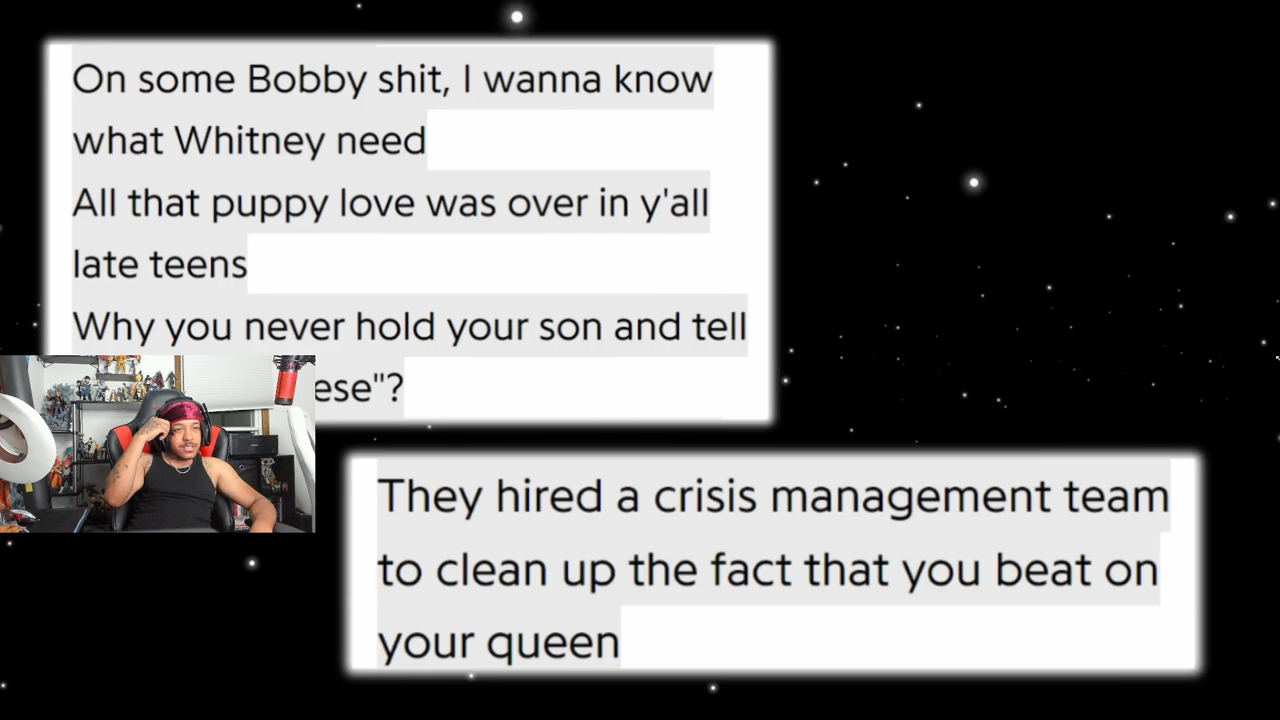 On some Bobby shit, I wanna know
what Whitney need
All that puppy love was over in y'all
late teens
Why you never hold your son and tell
ese"?
They hired a crisis management team
to clean up the fact that you beat on
your queen